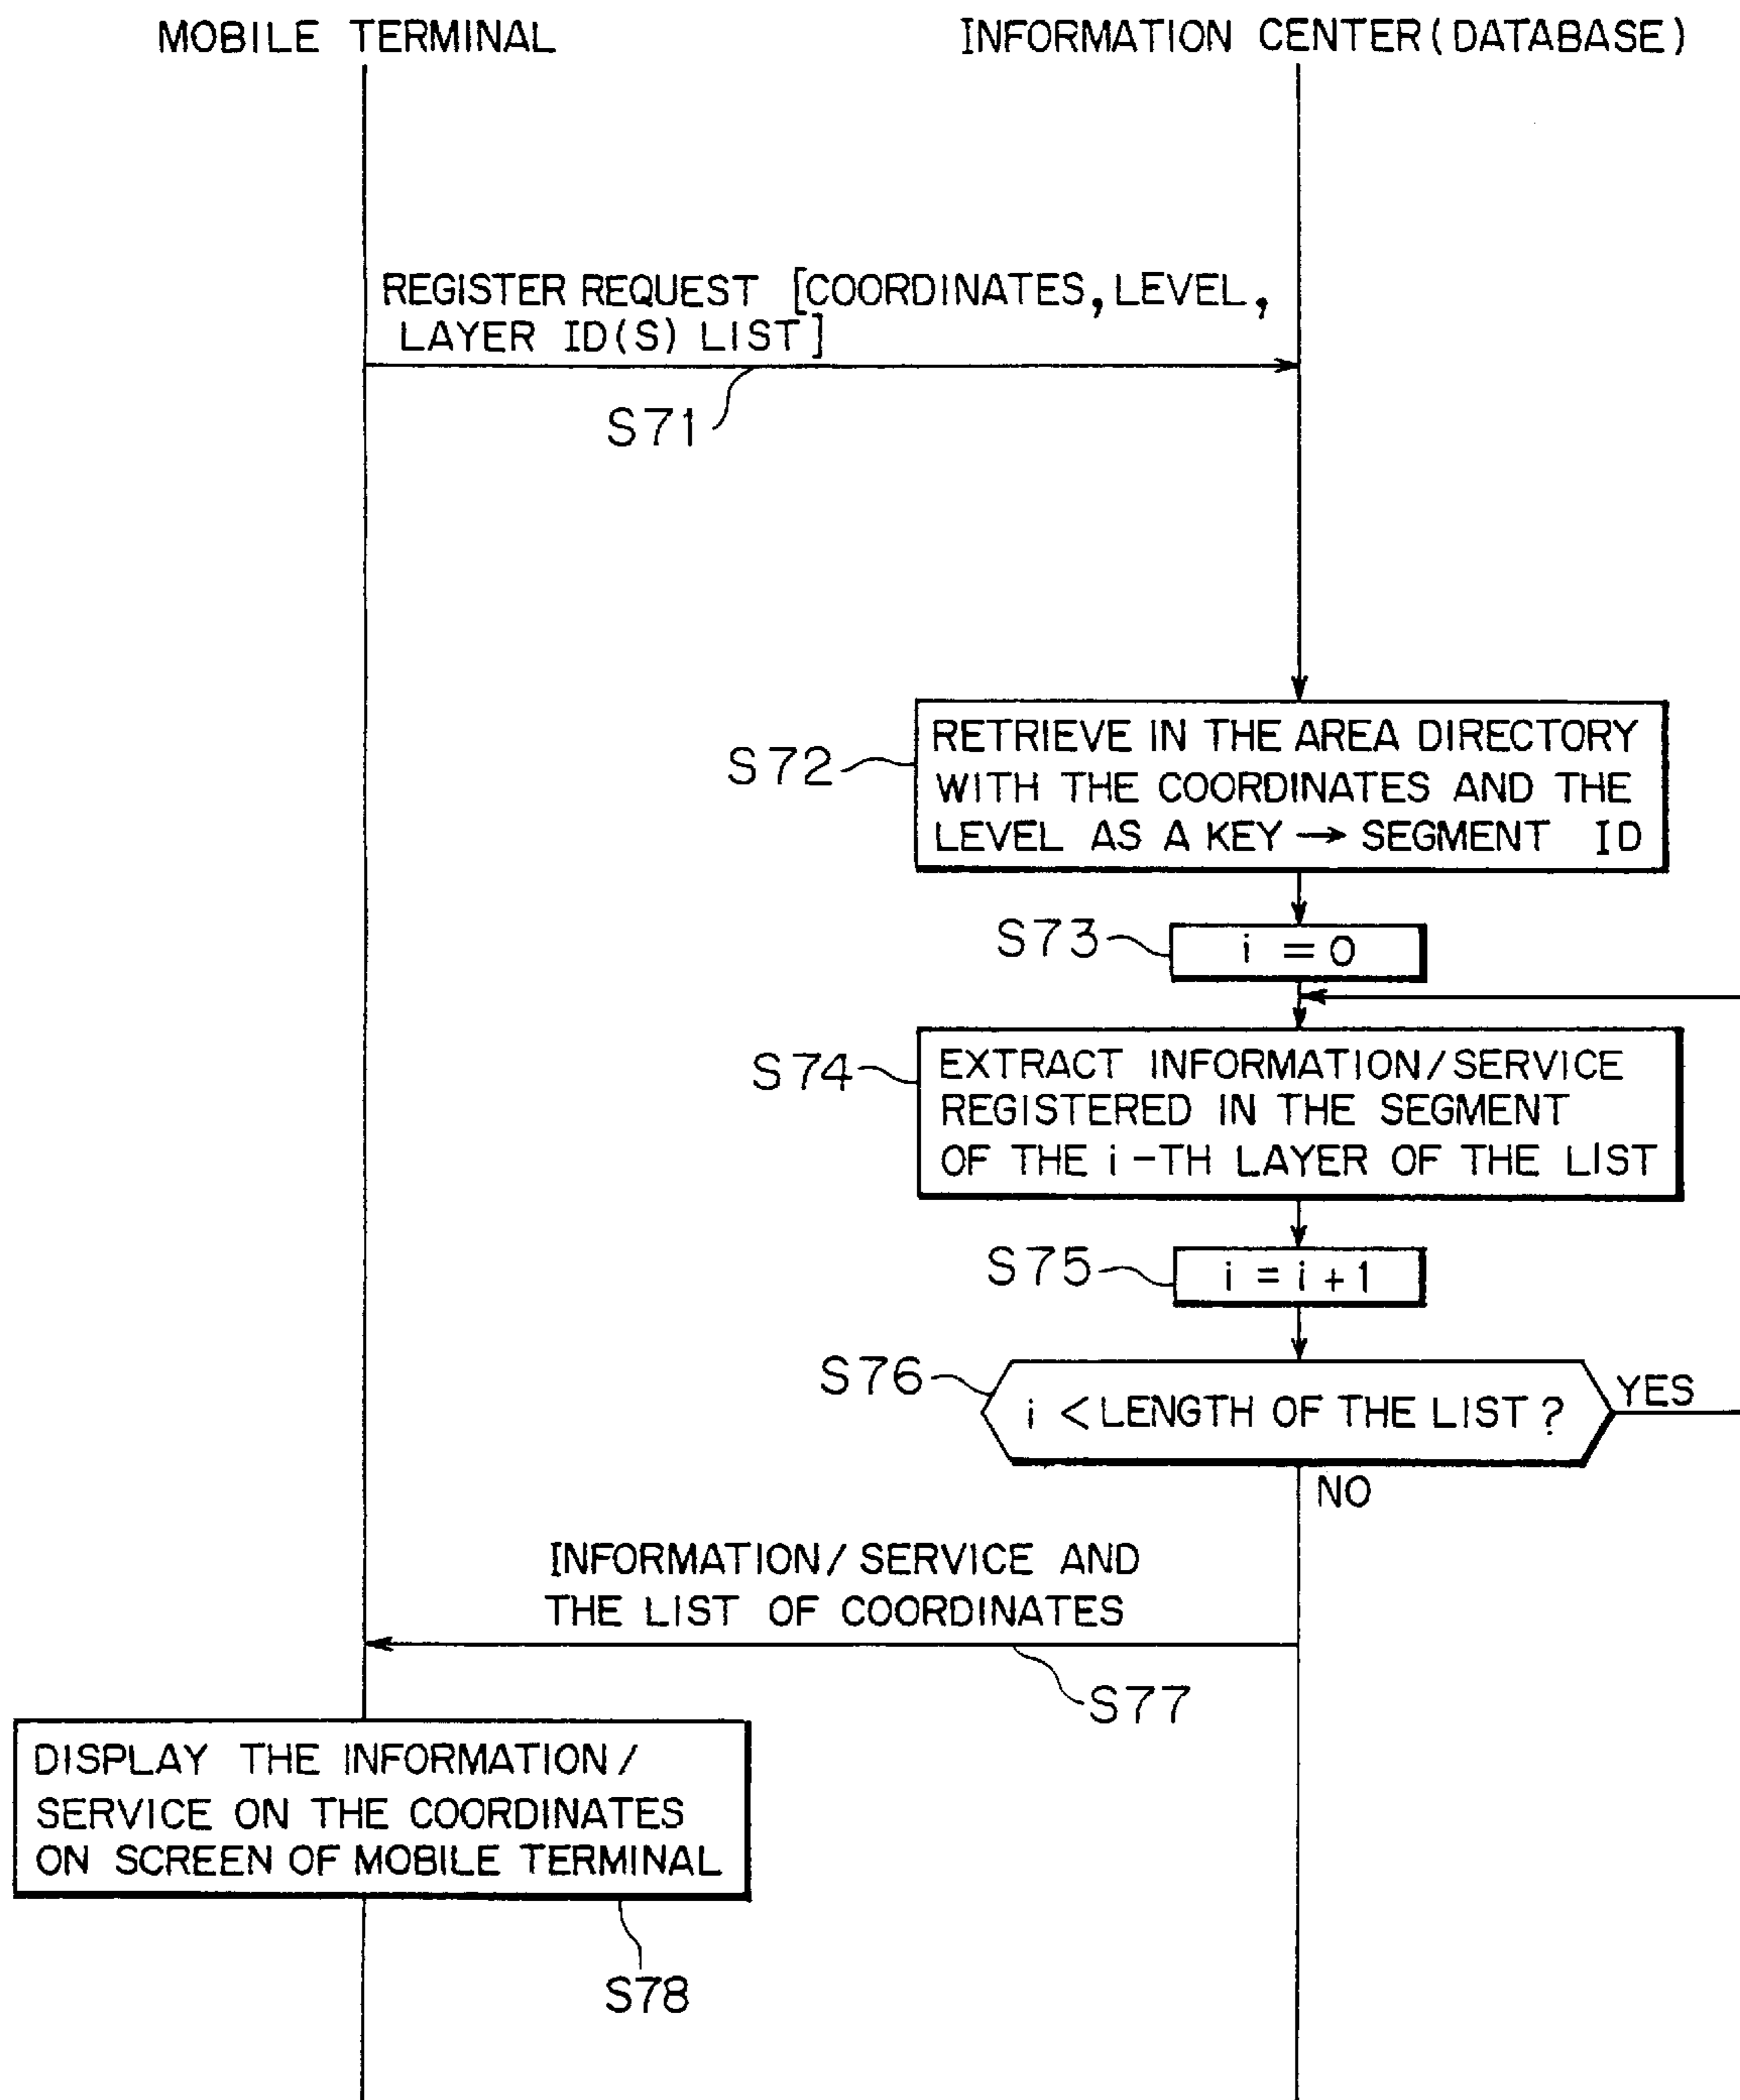 MOBILE TERMINAL
INFORMATION CENTER(DATABASE)
REGISTER REQUEST [COORDINATES, LEVEL,
LAYER ID(S) LIST]
S71
S72
RETRIEVE IN THE AREA DIRECTORY
WITH THE COORDINATES AND THE
LEVEL AS A KEY → SEGMENT ID
S73
i = 0
S74
EXTRACT INFORMATION/SERVICE
REGISTERED IN THE SEGMENT
OF THE i-TH LAYER OF THE LIST
S75
i = i + 1
S76
i < LENGTH OF THE LIST ?
YES
NO
INFORMATION/ SERVICE AND
THE LIST OF COORDINATES
S77
DISPLAY THE INFORMATION/
SERVICE ON THE COORDINATES
ON SCREEN OF MOBILE TERMINAL
S78